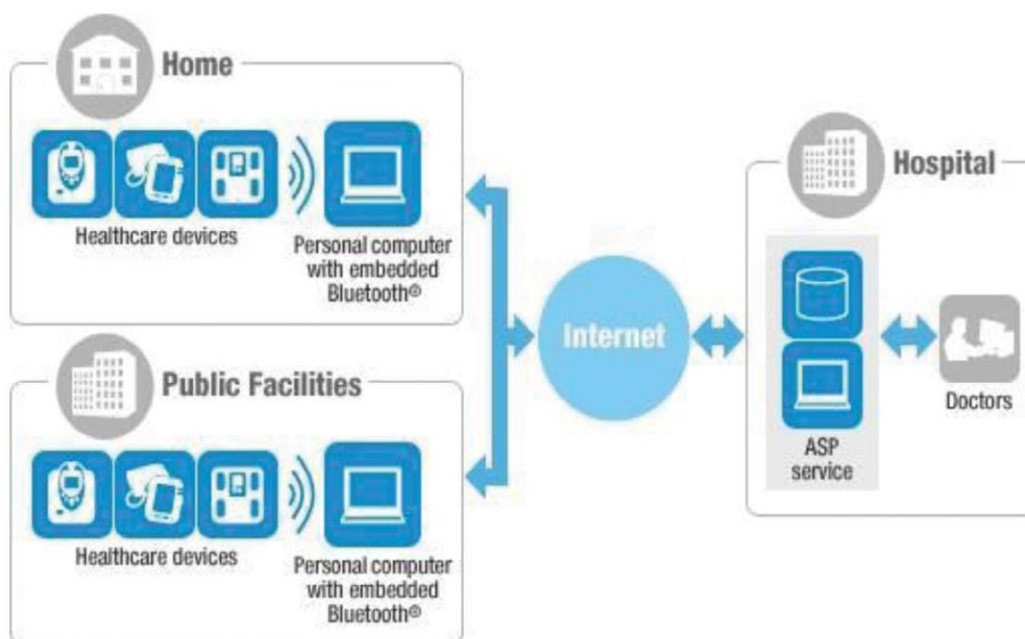 Home
Healthcare devices
Personal computer
with embedded
Bluetooth®
Public Facilities
Healthcare devices
Personal computer
with embedded
Bluetooth®
Internet
Hospital
ASP
service
Doctors